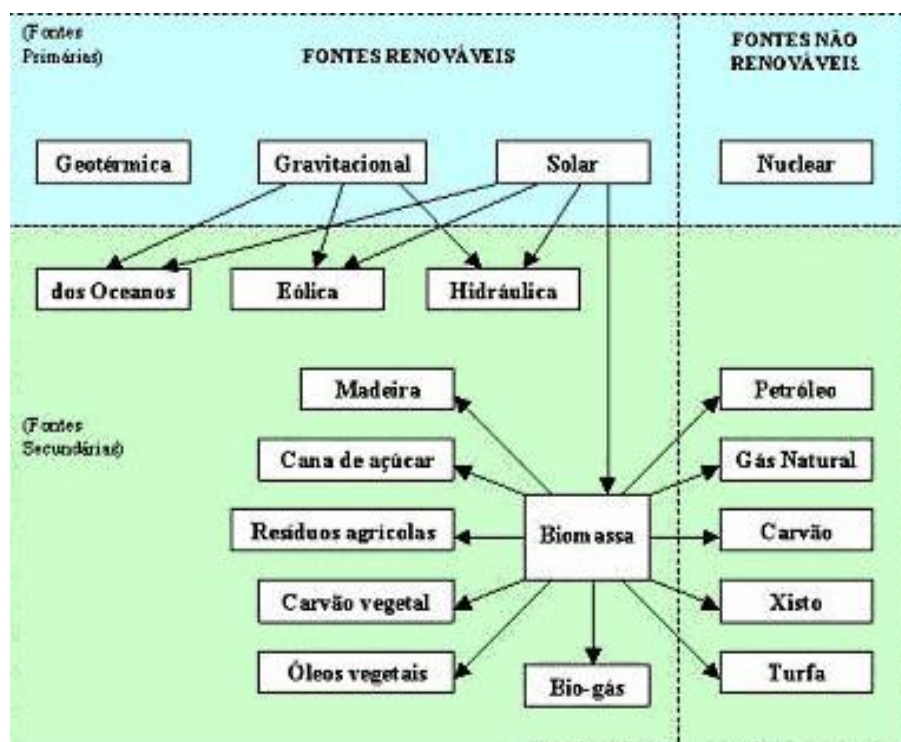 (Fontes
Primárias)
FONTES RENOVÁVEIS
FONTES NÃO
RENOVÁVEIS
Geotérmica
Gravitacional
Solar
Nuclear
dos Oceanos
Eólica
Hidráulica
Madeira
Petróleo
(Fontes
Secundárias)
Cana de açúcar
Gás Natural
Resíduos agrícolas
Biomassa
Carvão
Carvão vegetal
Xisto
Óleos vegetais
Bio-gás
Turfa